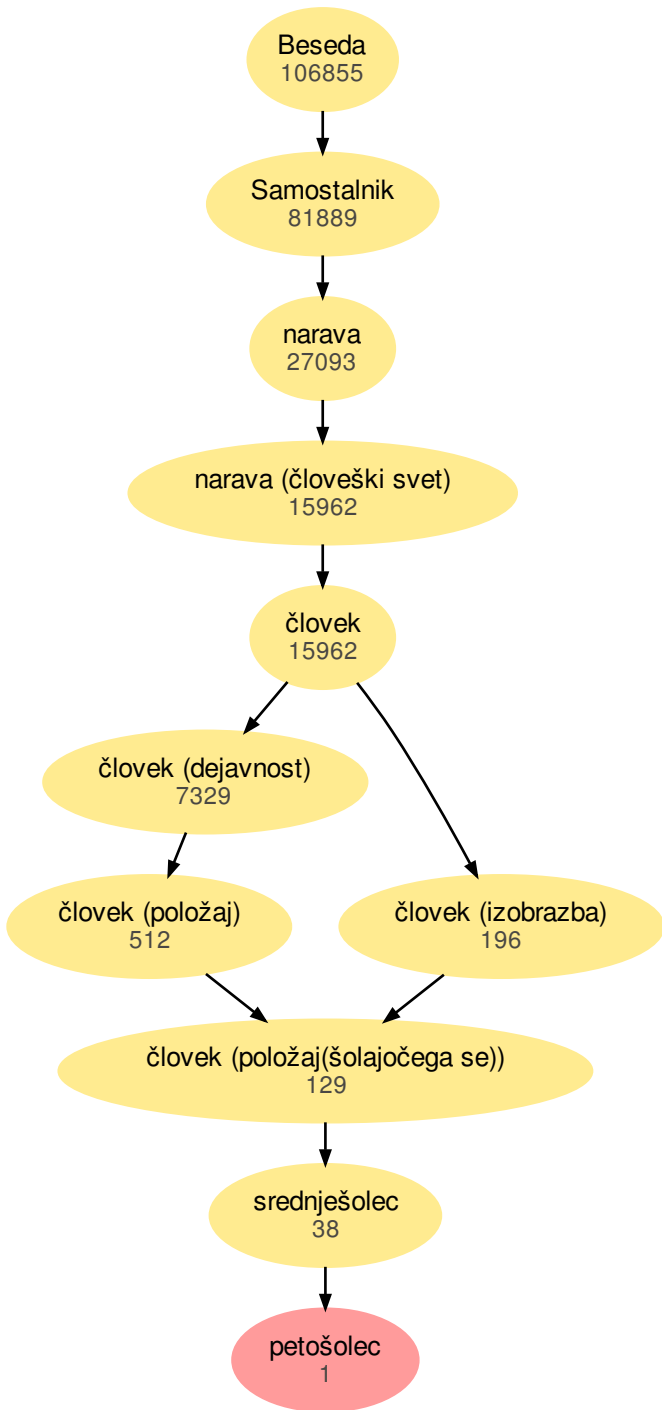 Beseda
106855
Samostalnik
81889
narava
27093
narava (človeški svet)
15962
človek
15962
človek (dejavnost)
7329
človek (položaj)
512
človek (izobrazba)
196
človek (položaj(šolajočega se))
129
srednješolec
38
petošolec
1